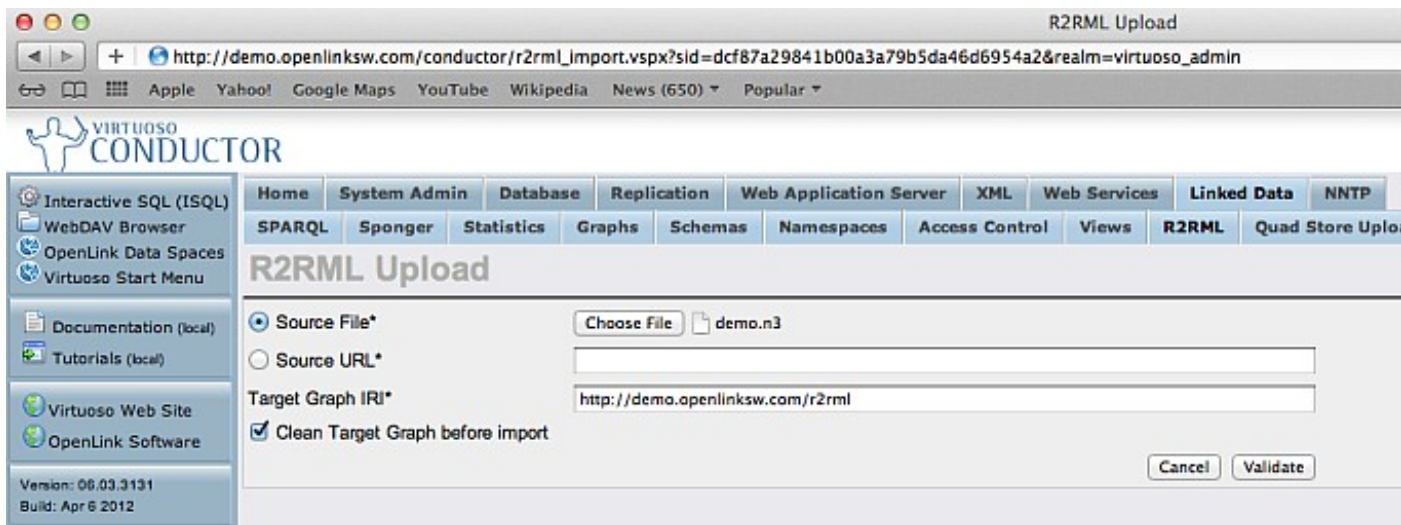 R2RML Upload
http://demo.openlinksw.com/conductor/r2rml_import.vspx?sid=dcf87a29841b00a3a79b5da46d6954a2&realm=virtuoso_admin
Apple Yahoo! Google Maps YouTube Wikipedia News (650) Popular
VIRTUOSO
CONDUCTOR
Interactive SQL (ISQL)
WebDAV Browser
OpenLink Data Spaces
Virtuoso Start Menu
Documentation (local)
Tutorials (local)
Virtuoso Web Site
OpenLink Software
Version: 06.03.3131
Build: Apr 6 2012
Home System Admin Database Replication Web Application Server XML Web Services Linked Data NNTP
SPARQL Sponger Statistics Graphs Schemas Namespaces Access Control Views R2RML Quad Store Uplo
R2RML Upload
Source File* Choose File demo.n3
Source URL*
Target Graph IRI* http://demo.openlinksw.com/r2rml
Clean Target Graph before import
Cancel Validate